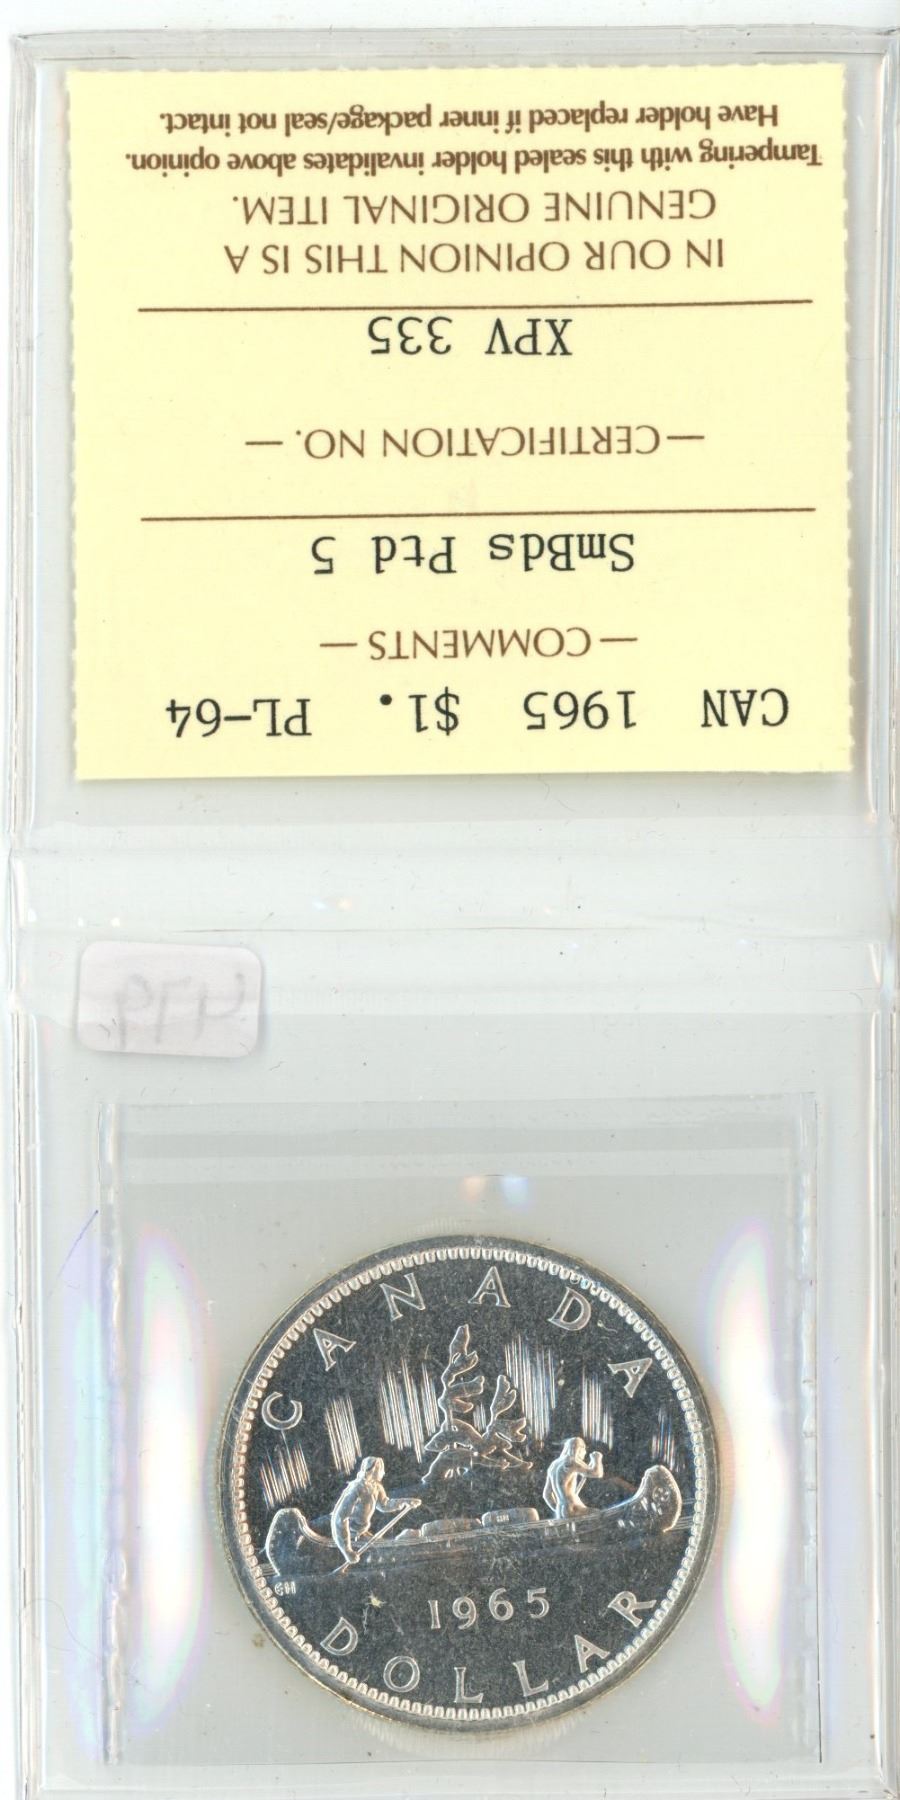 CAN 1965 $1. PL-64
— COMMENTS —
SmBds Ptd 5
— CERTIFICATION NO. —
XPV 335
IN OUR OPINION THIS IS A
GENUINE ORIGINAL ITEM.
Tampering with this sealed holder invalidates above opinion.
Have holder replaced if inner package/seal not intact.
CANADA
GH
1965
DOLLAR